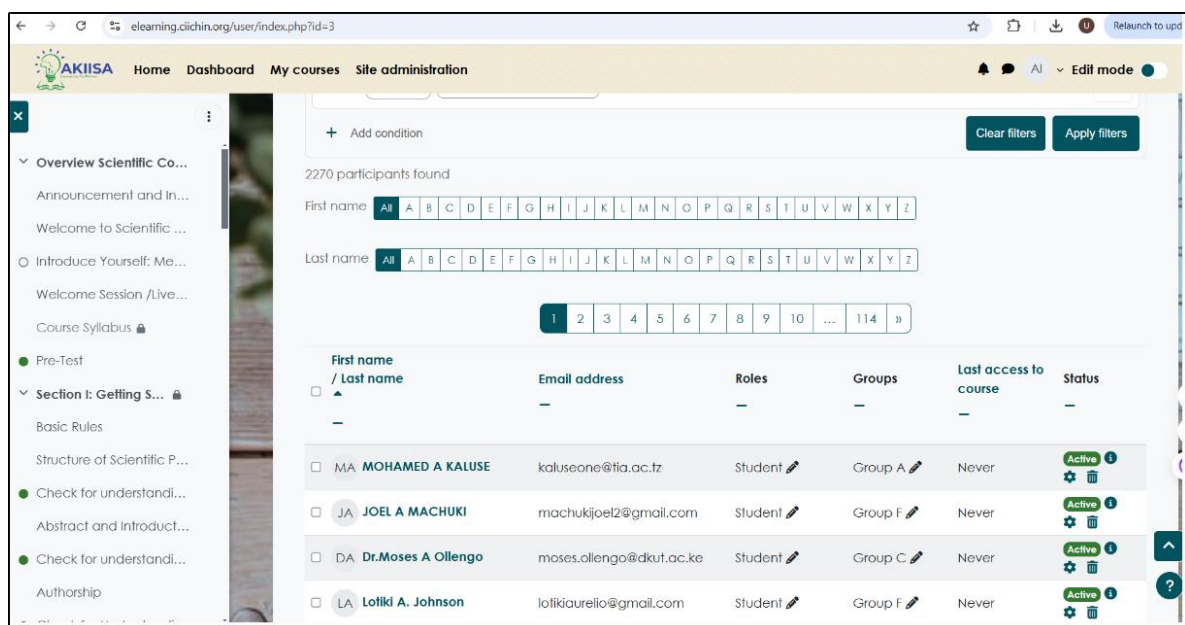 elearning.ciichin.org/user/index.php?id=3
U
Relaunch to upd
AKIISA
Home Dashboard My courses Site administration
AI
Edit mode
Overview Scientific Co...
Announcement and In...
Welcome to Scientific ...
Introduce Yourself: Me...
Welcome Session /Live...
Course Syllabus
Pre-Test
Section I: Getting S...
Basic Rules
Structure of Scientific P...
Check for understandi...
Abstract and Introduct...
Check for understandi...
Authorship
+ Add condition
Clear filters
Apply filters
2270 participants found
First name All A B C D E F G H I J K L M N O P Q R S T U V W X Y Z
Last name All A B C D E F G H I J K L M N O P Q R S T U V W X Y Z
1 2 3 4 5 6 7 8 9 10 ... 114 »
First name
/ Last name
Email address
Roles
Groups
Last access to
course
Status
MA MOHAMED A KALUSE kaluseone@tia.ac.tz Student Group A Never Active
JA JOEL A MACHUKI machukijoel2@gmail.com Student Group F Never Active
DA Dr.Moses A Ollengo moses.ollengo@dkut.ac.ke Student Group C Never Active
LA Lotiki A. Johnson lotikiaurelio@gmail.com Student Group F Never Active
?